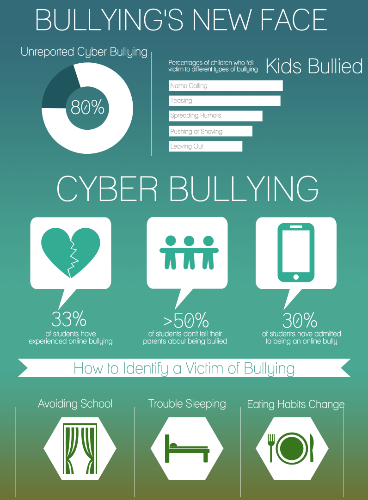 BULLYING'S NEW FACE
Unreported Cyber Bullying
80%
Percentages of children who fall
victim to different types of bullying
Kids Bullied
Name Calling
Teasing
Spreading Rumors
Pushing or Shoving
Leaving Out
CYBER BULLYING
33%
of students have
experienced online bullying
>50%
of students don't tell their
parents about being bullied
30%
of students have admitted
to being an online bully
How to Identify a Victim of Bullying
Avoiding School
Trouble Sleeping
Eating Habits Change